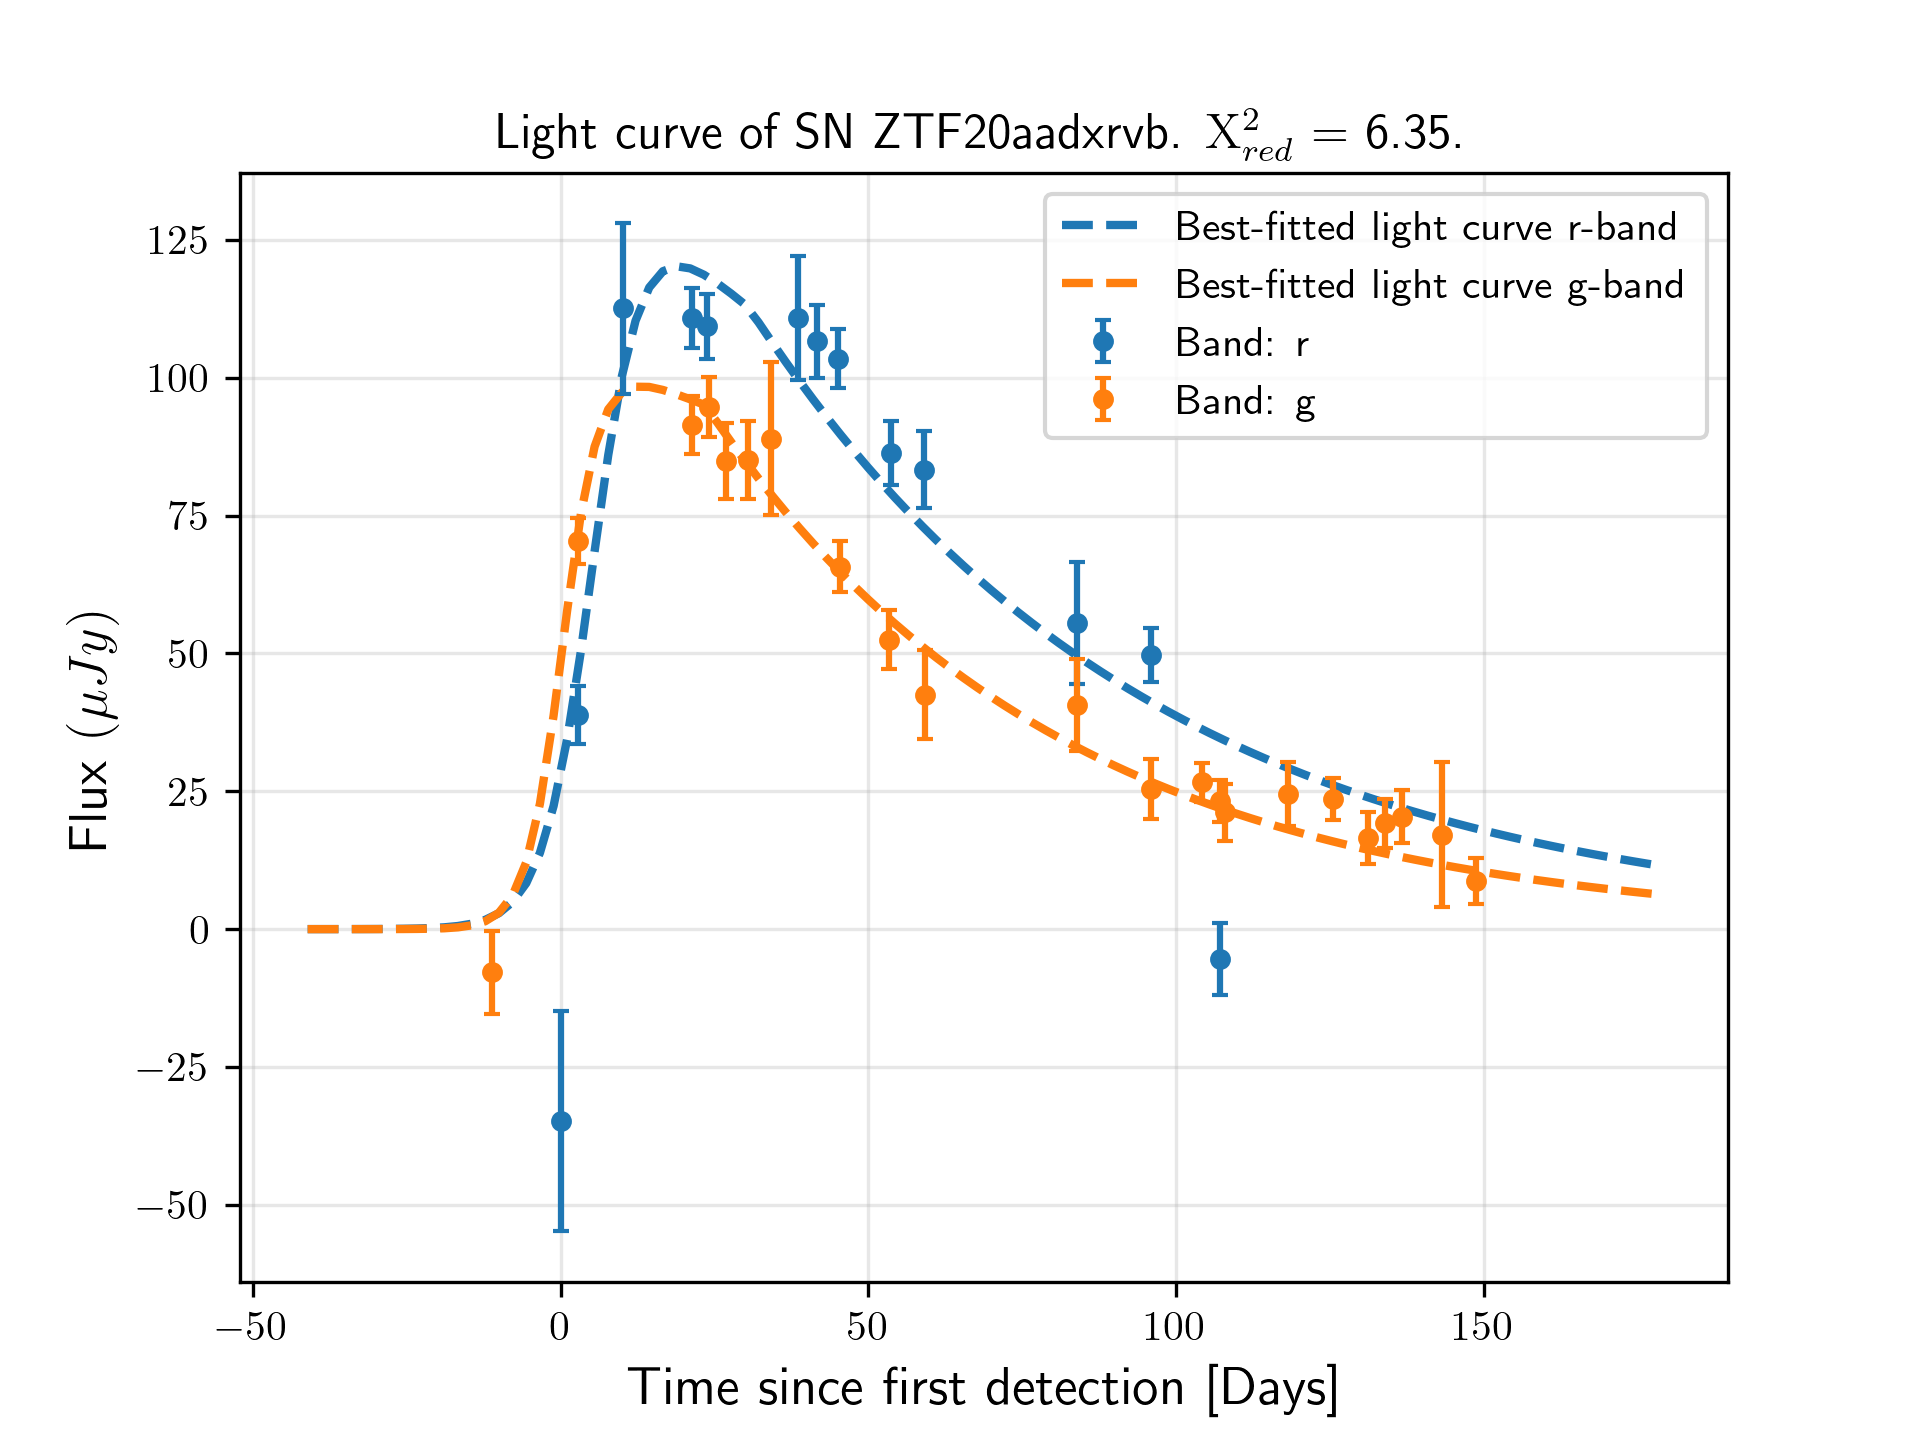 Light curve of SN ZTF20aadxrvb. X²_red = 6.35.
Best-fitted light curve r-band
Best-fitted light curve g-band
Band: r
Band: g
Flux (μJy)
125
100
75
50
25
0
−25
−50
−50 0 50 100 150
Time since first detection [Days]